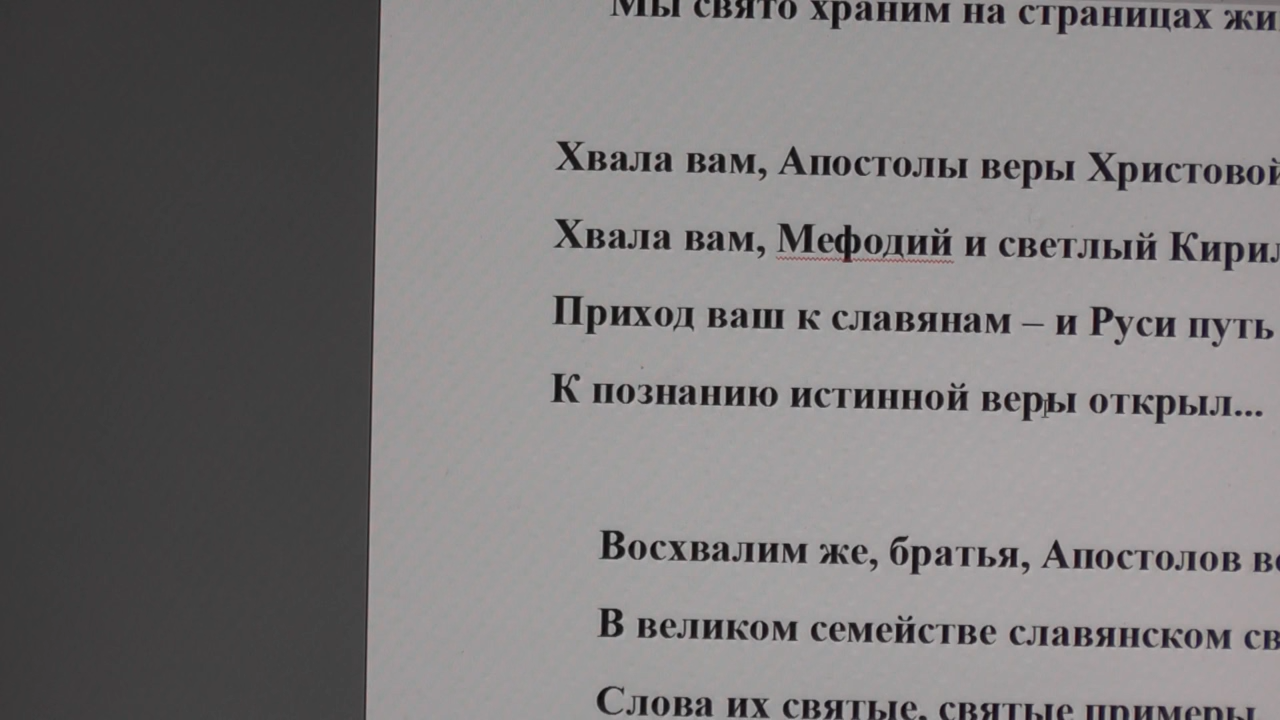 Мы свято храним на страницах
Хвала вам, Апостолы веры Христовой
Хвала вам, Мефодий и светлый
Приход ваш к славянам – и Руси путь
К познанию истинной веры открыл...
Восхвалим же, братья, Апостолов
В великом семействе славянском
Слова их святые, святые примеры